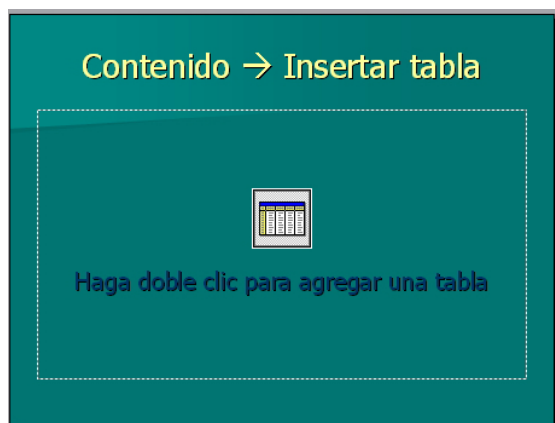 Contenido → Insertar tabla
Haga doble clic para agregar una tabla